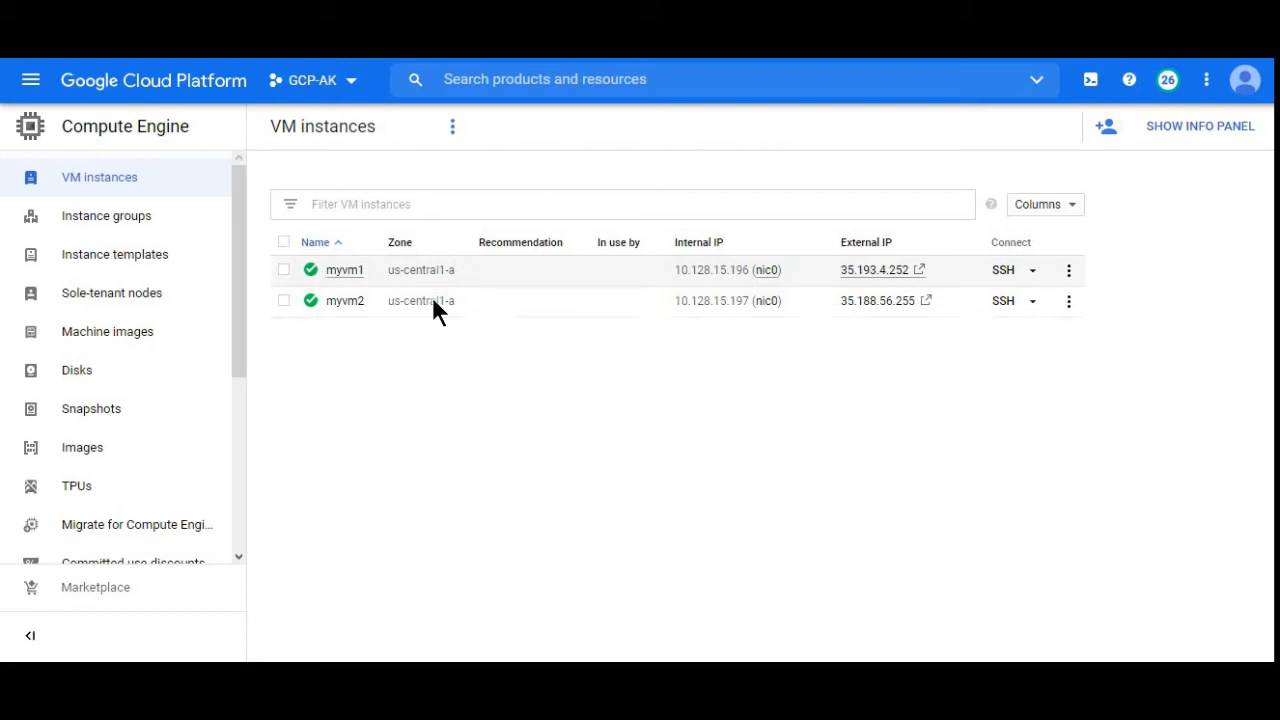 Google Cloud Platform GCP-AK Search products and resources 26
Compute Engine VM instances SHOW INFO PANEL
VM instances
Instance groups
Instance templates
Sole-tenant nodes
Machine images
Disks
Snapshots
Images
TPUs
Migrate for Compute Engi...
Committed use discounts
Marketplace
Filter VM instances Columns
Name Zone Recommendation In use by Internal IP External IP Connect
myvm1 us-central1-a 10.128.15.196 (nic0) 35.193.4.252 SSH
myvm2 us-central1-a 10.128.15.197 (nic0) 35.188.56.255 SSH